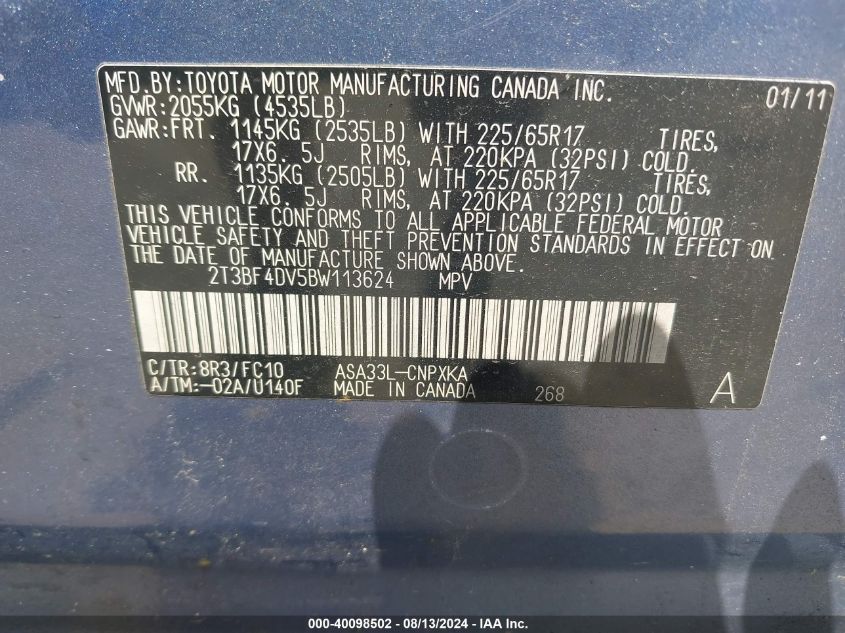 MFD.BY:TOYOTA MOTOR MANUFACTURING CANADA INC. 01/11
GVWR:2055KG (4535LB)
GAWR:FRT. 1145KG (2535LB) WITH 225/65R17 TIRES,
17X6.5J RIMS, AT 220KPA (32PSI) COLD.
RR. 1135KG (2505LB) WITH 225/65R17 TIRES,
17X6.5J RIMS, AT 220KPA (32PSI) COLD.
THIS VEHICLE CONFORMS TO ALL APPLICABLE FEDERAL MOTOR
VEHICLE SAFETY AND THEFT PREVENTION STANDARDS IN EFFECT ON
THE DATE OF MANUFACTURE SHOWN ABOVE.
2T3BF4DV5BW113624 MPV
C/TR:8R3/FC10 ASA33L-CNPXKA
A/TM:-02A/U140F MADE IN CANADA 268 A
000-40098502 - 08/13/2024 - IAA Inc.